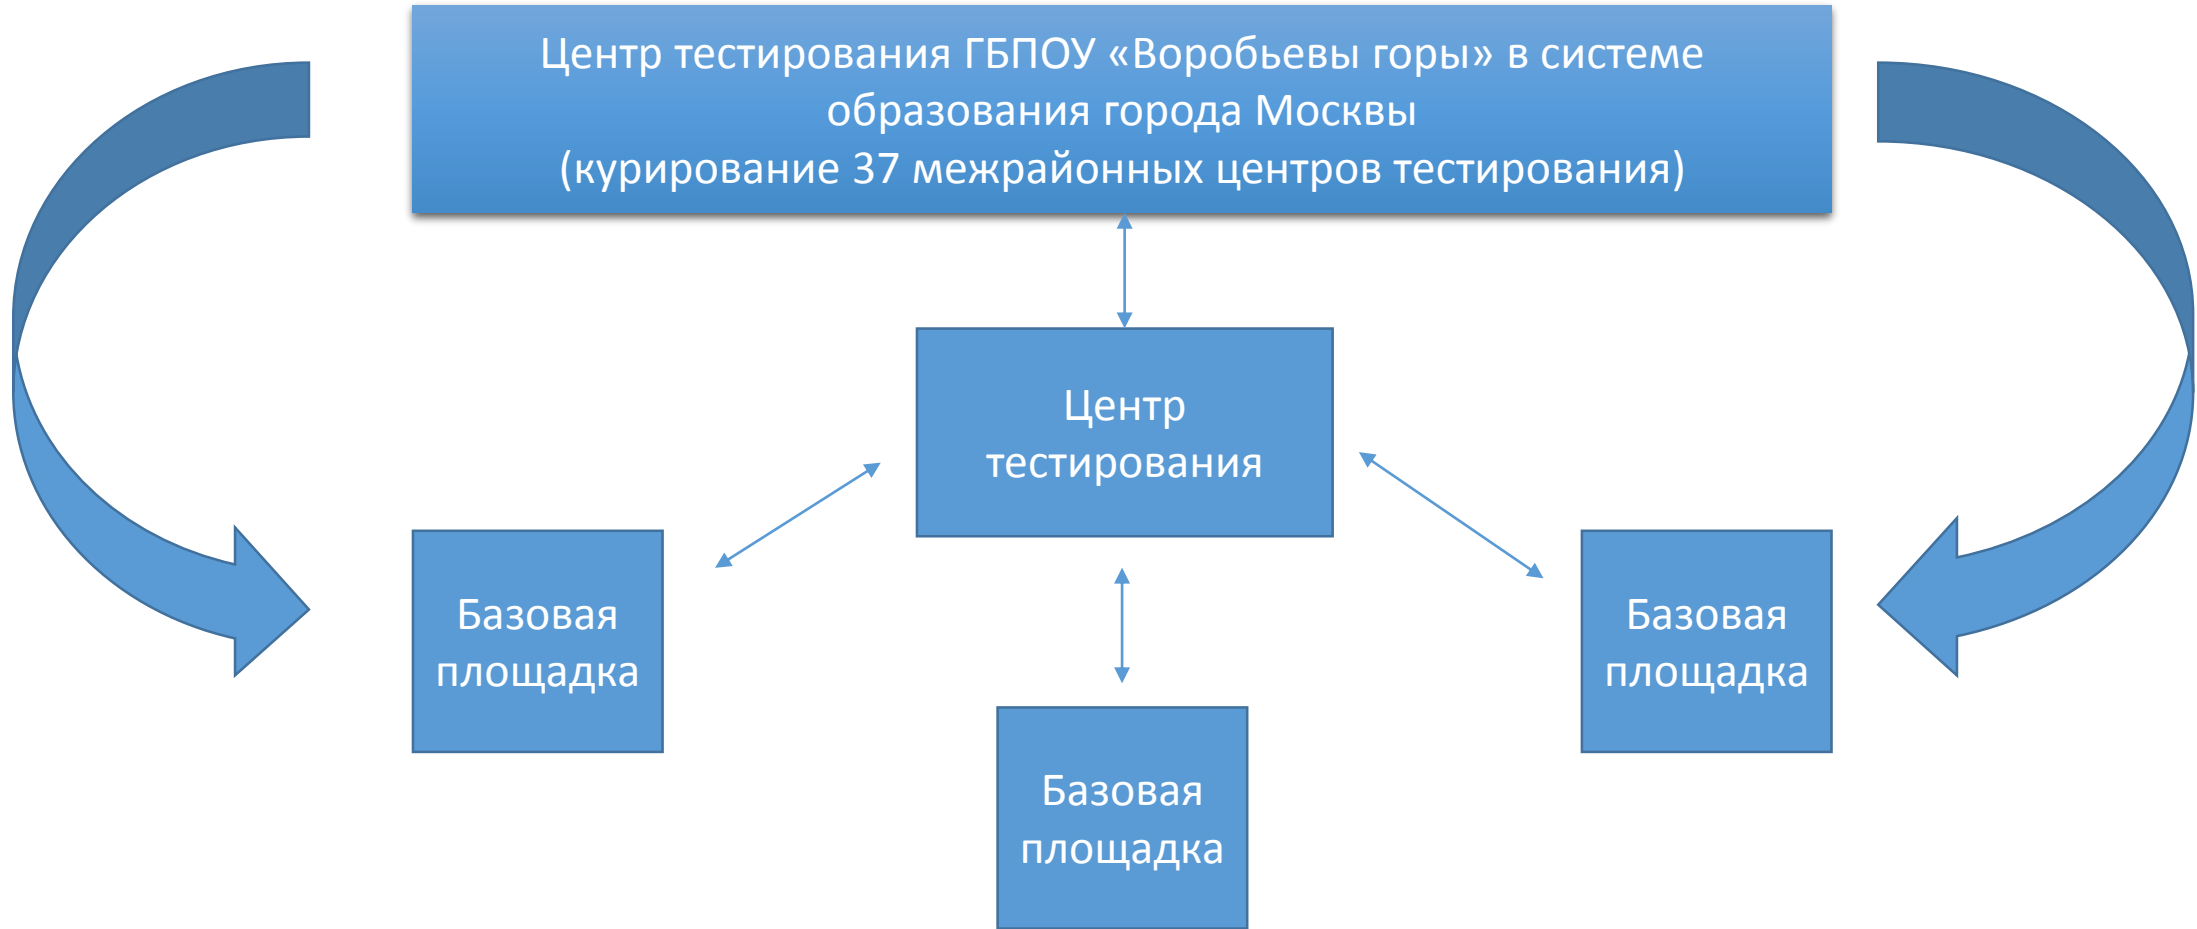 Центр тестирования ГБПОУ «Воробьевы горы» в системе
образования города Москвы
(курирование 37 межрайонных центров тестирования)
Центр
тестирования
Базовая
площадка
Базовая
площадка
Базовая
площадка